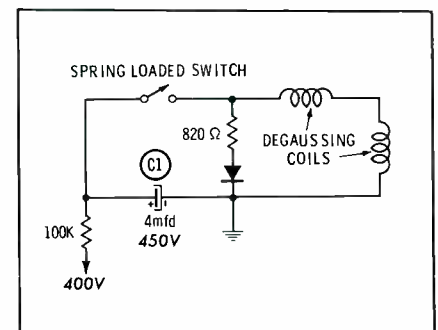 SPRING LOADED SWITCH
820 Ω
DEGAUSSING
COILS
C1
+
4mfd
450V
100K
400V